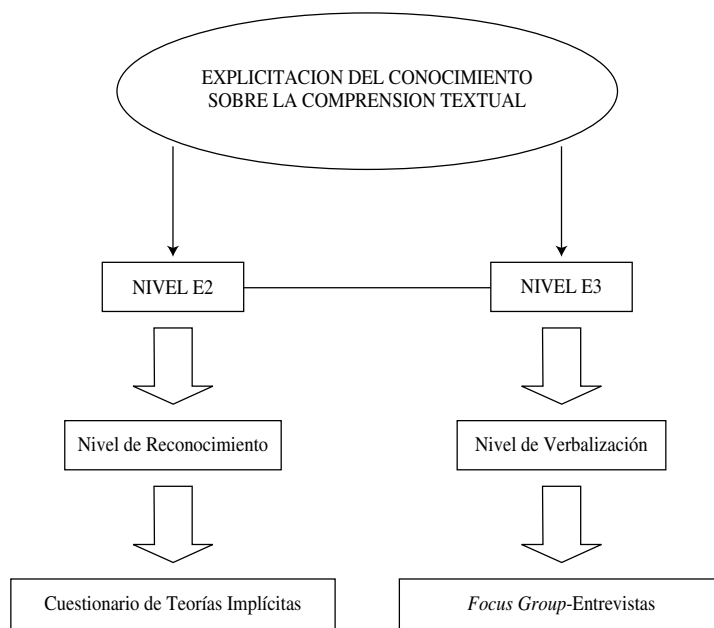 EXPLICITACION DEL CONOCIMIENTO
SOBRE LA COMPRENSION TEXTUAL
NIVEL E2
NIVEL E3
Nivel de Reconocimiento
Nivel de Verbalización
Cuestionario de Teorías Implícitas
Focus Group-Entrevistas